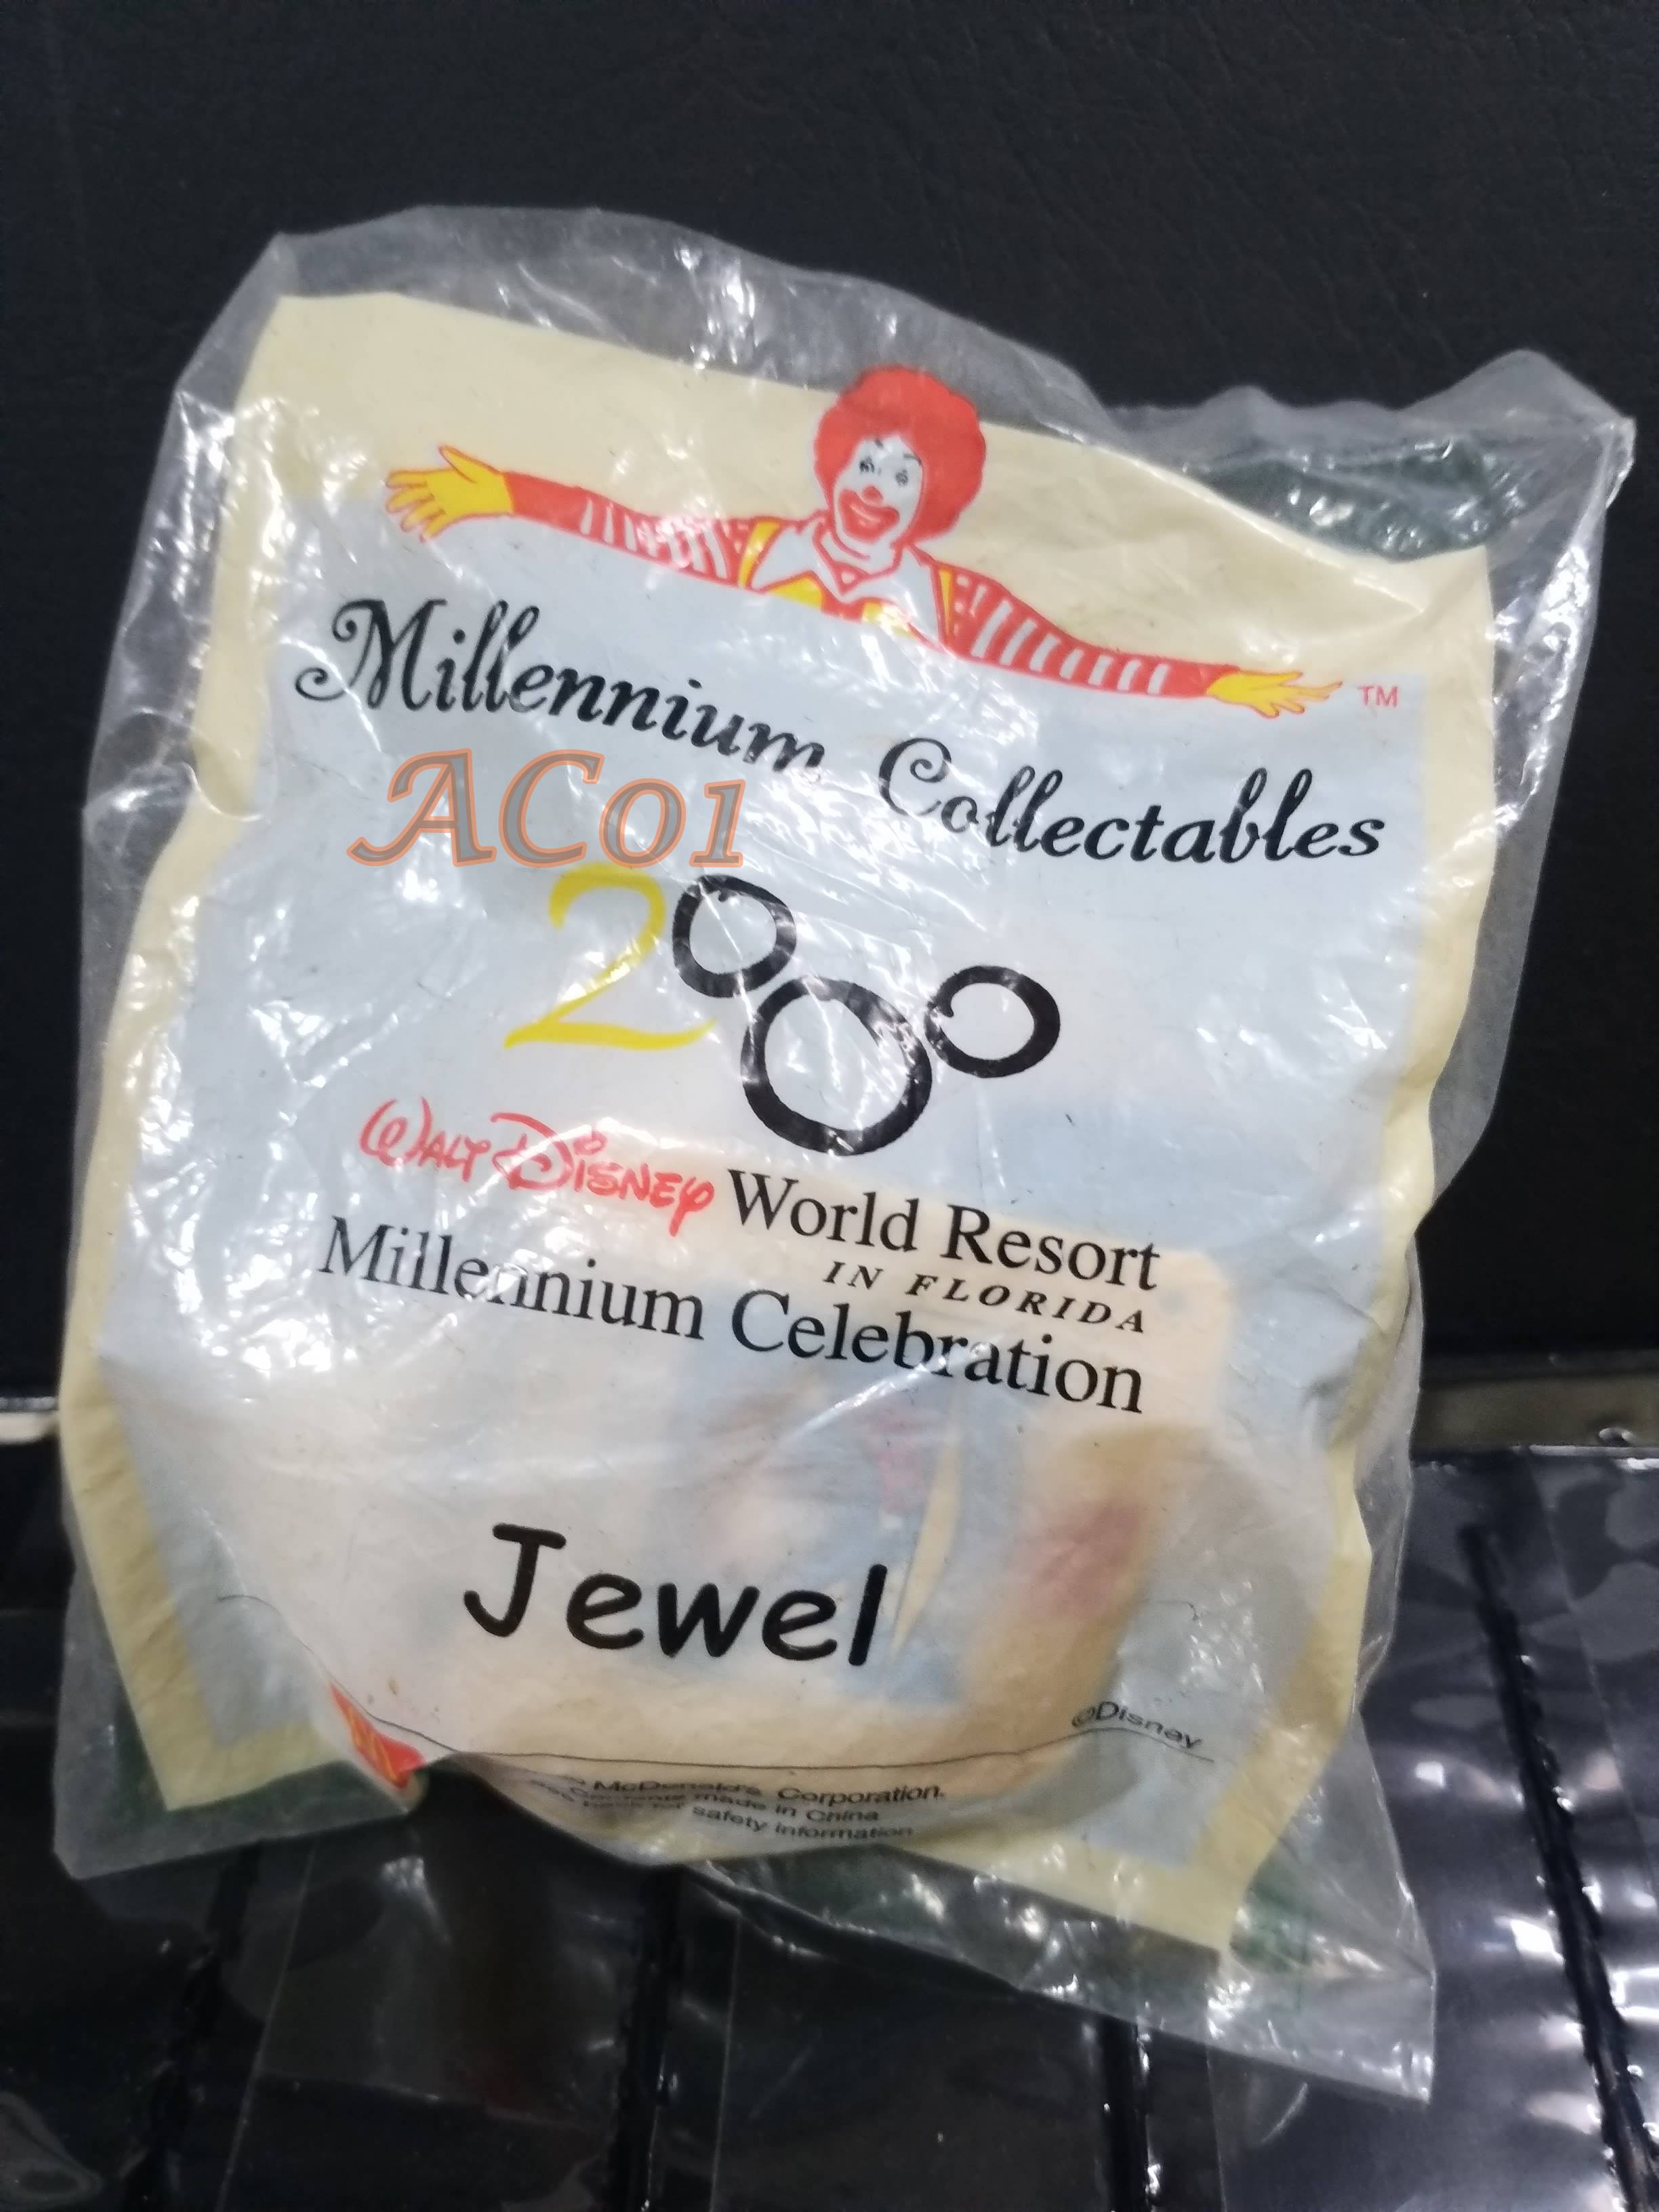 TM
Millennium Collectables
AC01
2000
WALT DISNEY World Resort
IN FLORIDA
Millennium Celebration
Jewel
©Disney
McDonald's Corporation.
Contents made in China
safety information